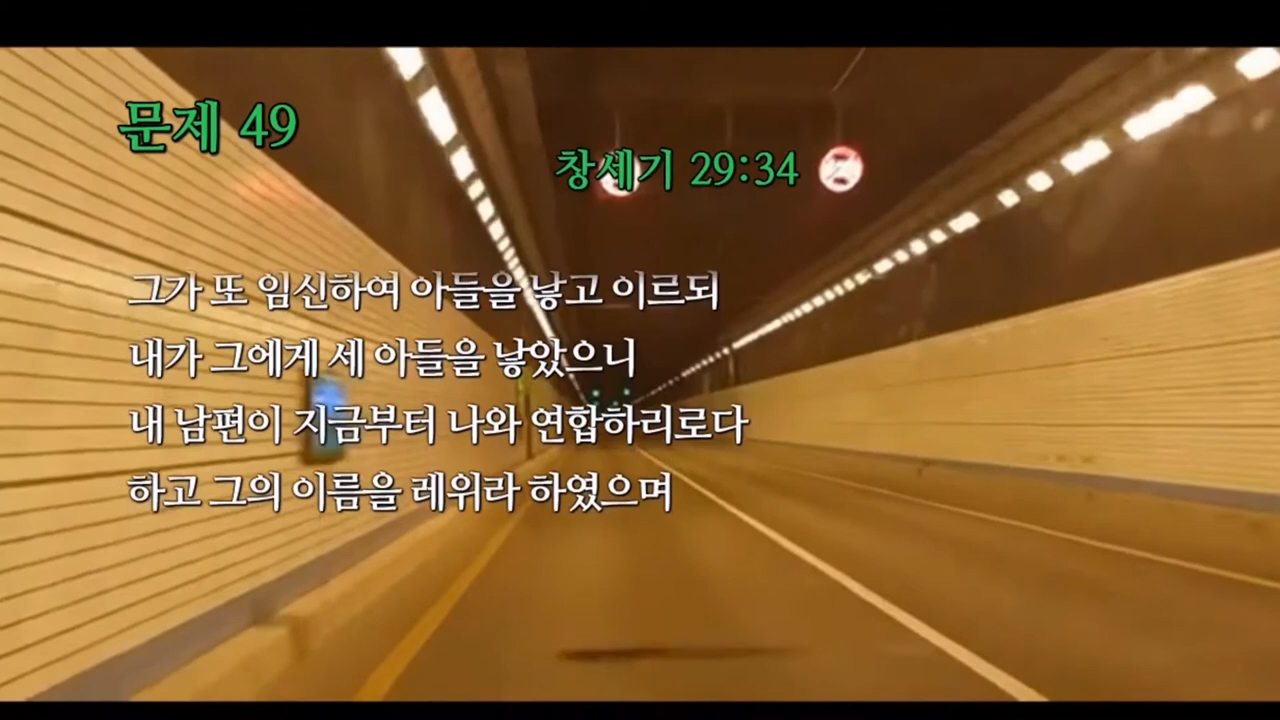 문제 49
창세기 29:34
그가 또 임신하여 아들을 낳고 이르되
내가 그에게 세 아들을 낳았으니
내 남편이 지금부터 나와 연합하리로다
하고 그의 이름을 레위라 하였으며